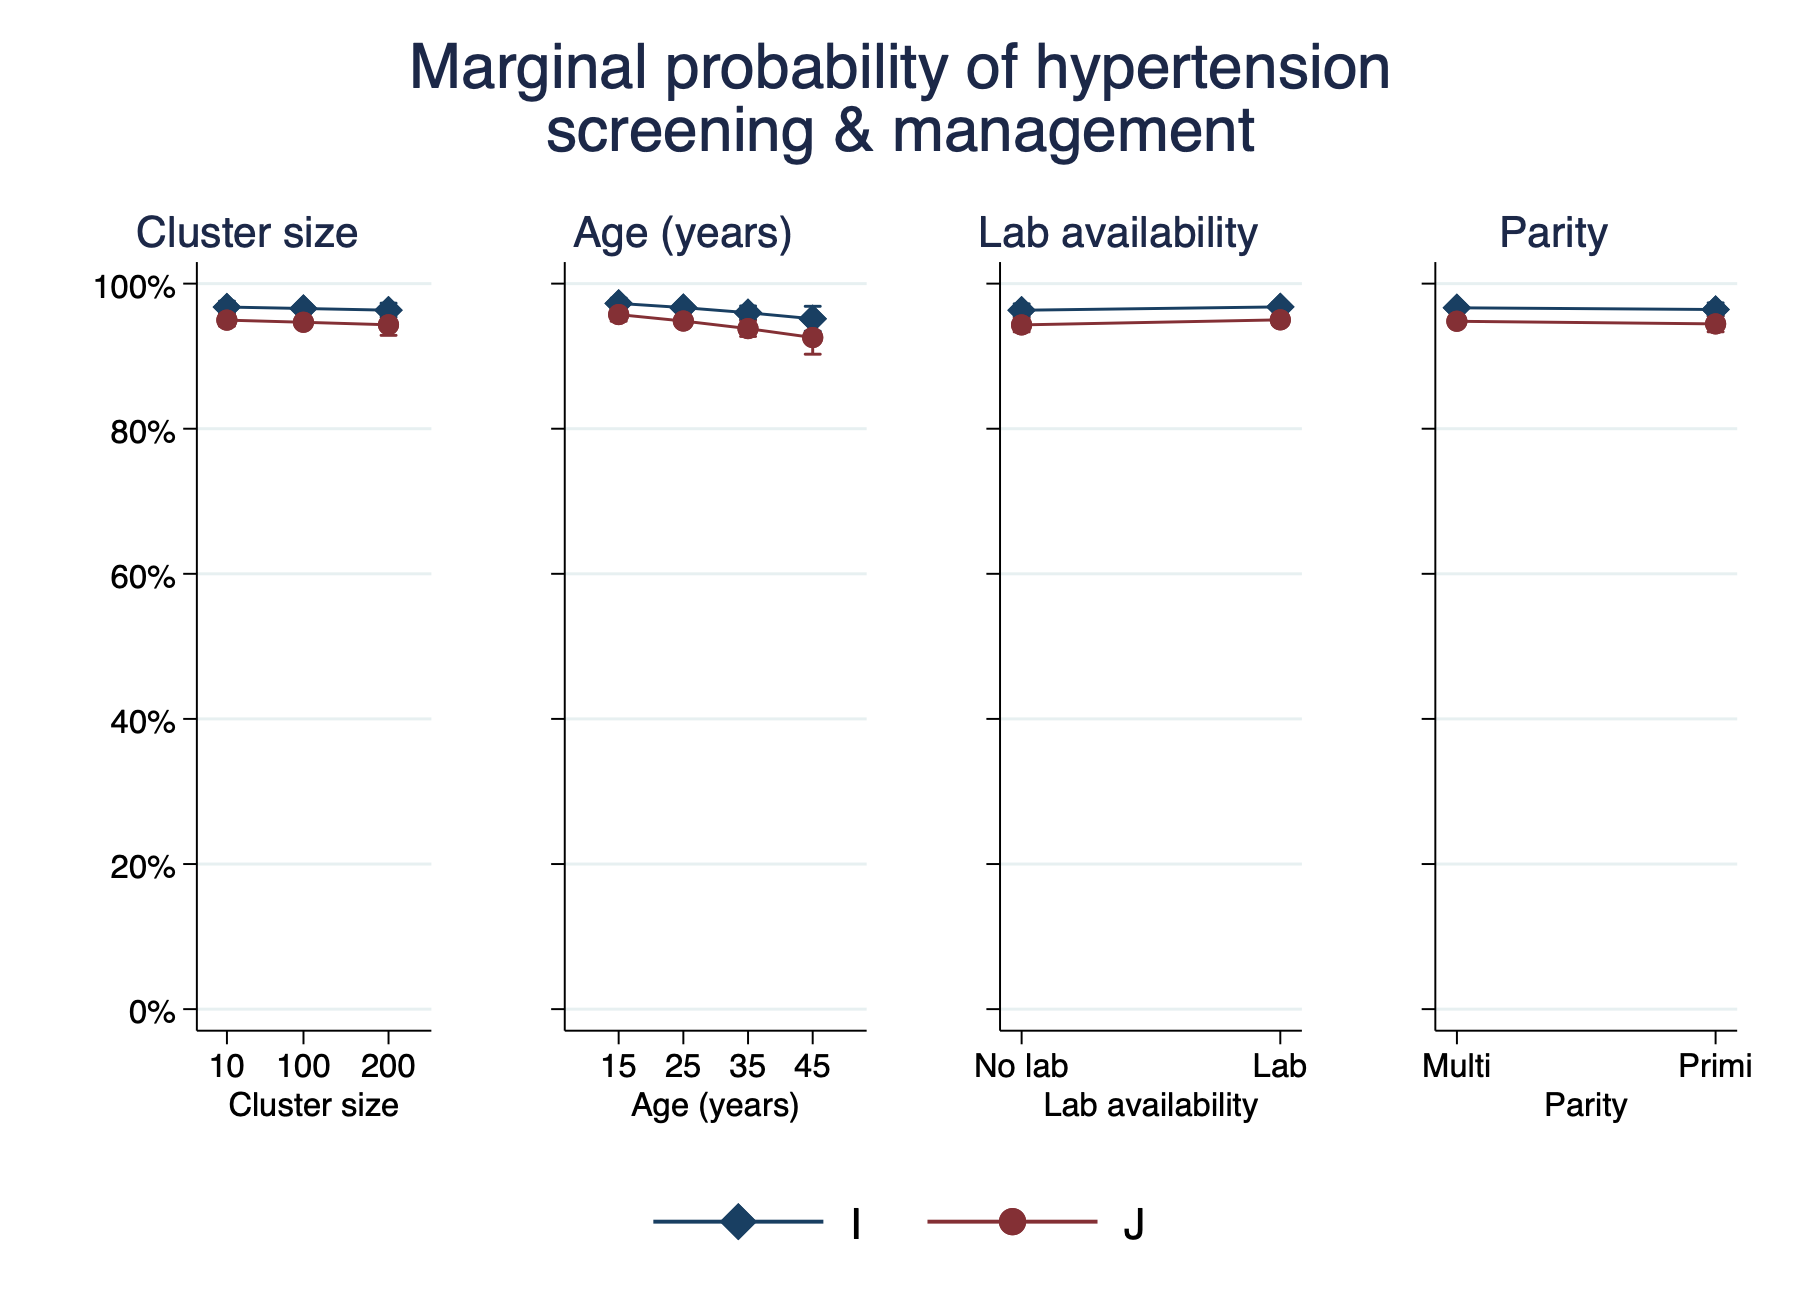 Marginal probability of hypertension
screening & management
Cluster size
100%
80%
60%
40%
20%
0%
10 100 200
Cluster size
Age (years)
15 25 35 45
Age (years)
Lab availability
No lab Lab
Lab availability
Parity
Multi Primi
Parity
I J